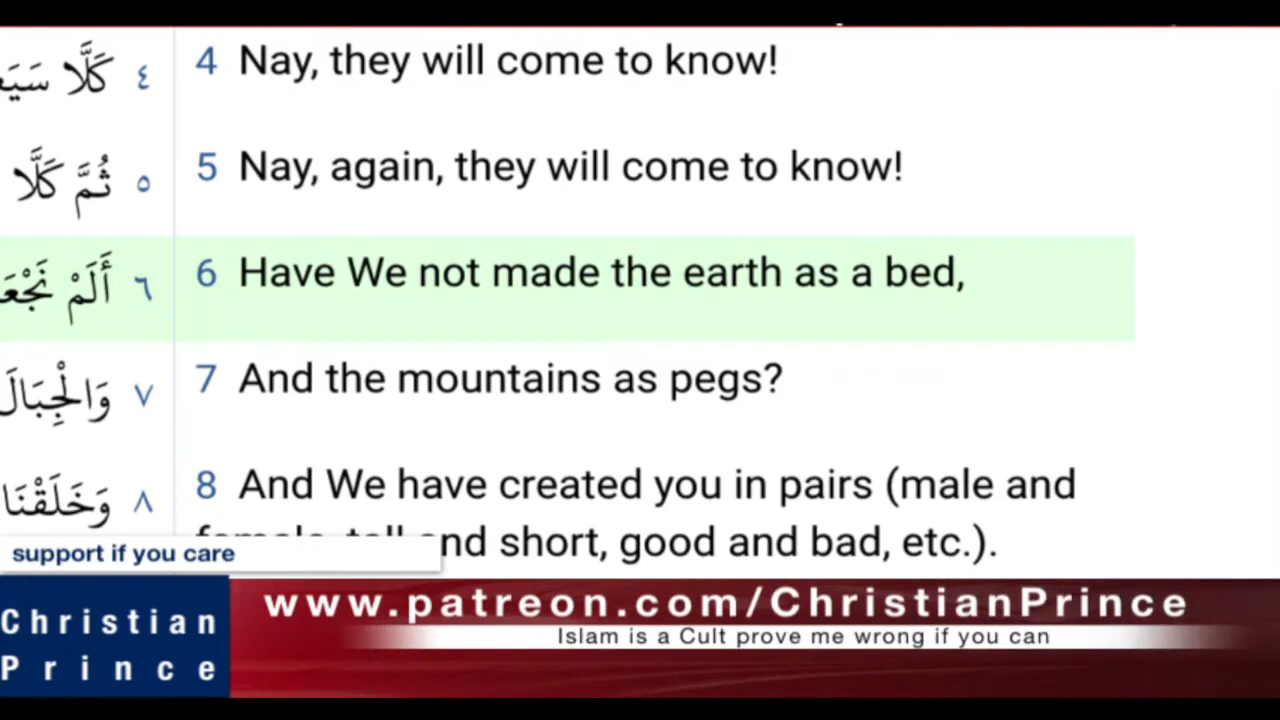 ٤ كَلَّا
4 Nay, they will come to know!
٥ ثُمَّ كَلَّا
5 Nay, again, they will come to know!
٦ أَلَمْ
6 Have We not made the earth as a bed,
٧ وَالْجِبَالَ
7 And the mountains as pegs?
٨ وَخَلَقْنَا
8 And We have created you in pairs (male and
and short, good and bad, etc.).
support if you care
Christian
Prince
www.patreon.com/ChristianPrince
Islam is a Cult prove me wrong if you can